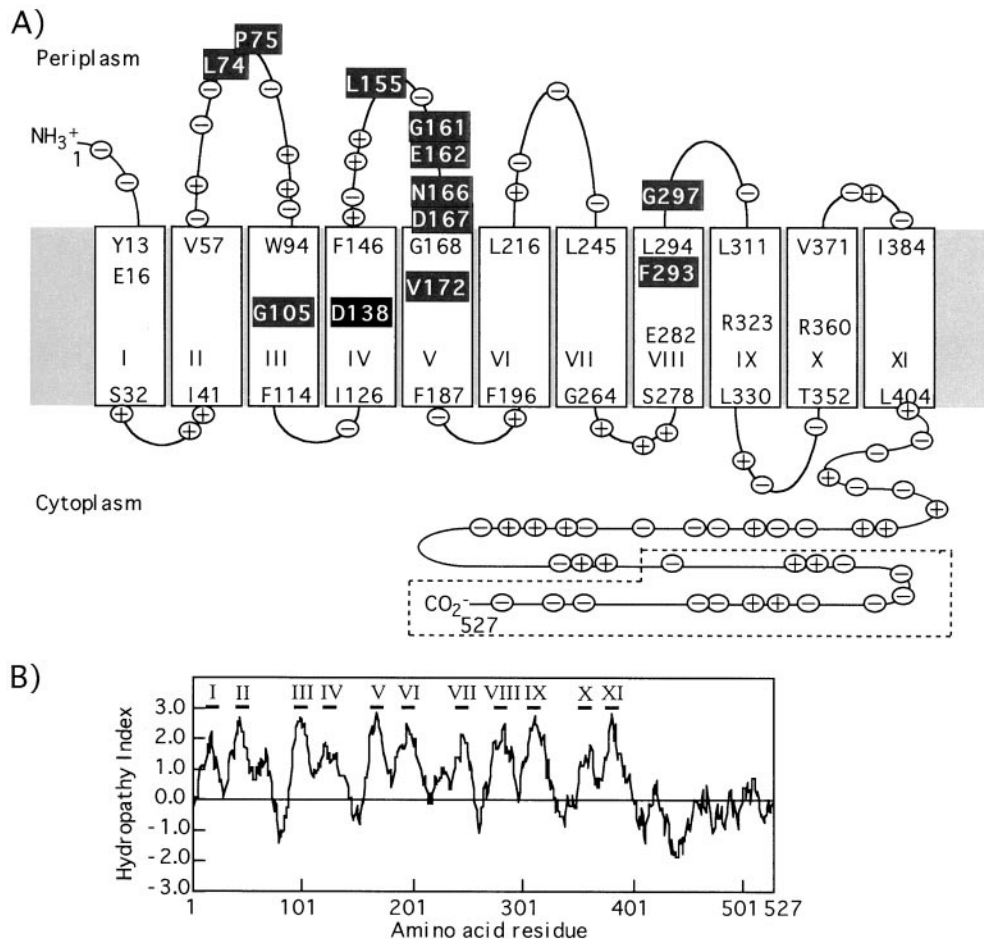 A)
Periplasm
P75
L74
L155
G161
E162
NH₃⁺
1
N166
D167
G297
Y13 V57 W94 F146 G168 L216 L245 L294 L311 V371 I384
E16 V172 F293
G105 D138 E282 R323 R360
I II III IV V VI VII VIII IX X XI
S32 I41 F114 I126 F187 F196 G264 S278 L330 T352 L404
Cytoplasm
CO₂⁻
527
B)
I II III IV V VI VII VIII IX X XI
Hydropathy Index
3.0
2.0
1.0
0.0
-1.0
-2.0
-3.0
1 101 201 301 401 501 527
Amino acid residue